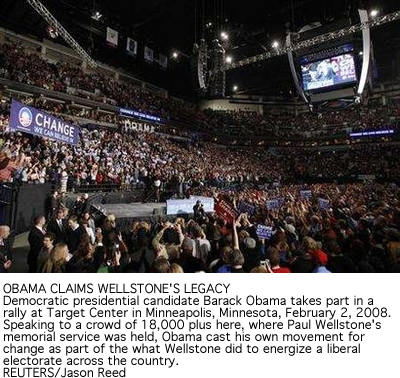 CHANGE
WE CAN BELIEVE IN
OBAMA
OBAMA CLAIMS WELLSTONE'S LEGACY
Democratic presidential candidate Barack Obama takes part in a
rally at Target Center in Minneapolis, Minnesota, February 2, 2008.
Speaking to a crowd of 18,000 plus here, where Paul Wellstone's
memorial service was held, Obama cast his own movement for
change as part of the what Wellstone did to energize a liberal
electorate across the country.
REUTERS/Jason Reed